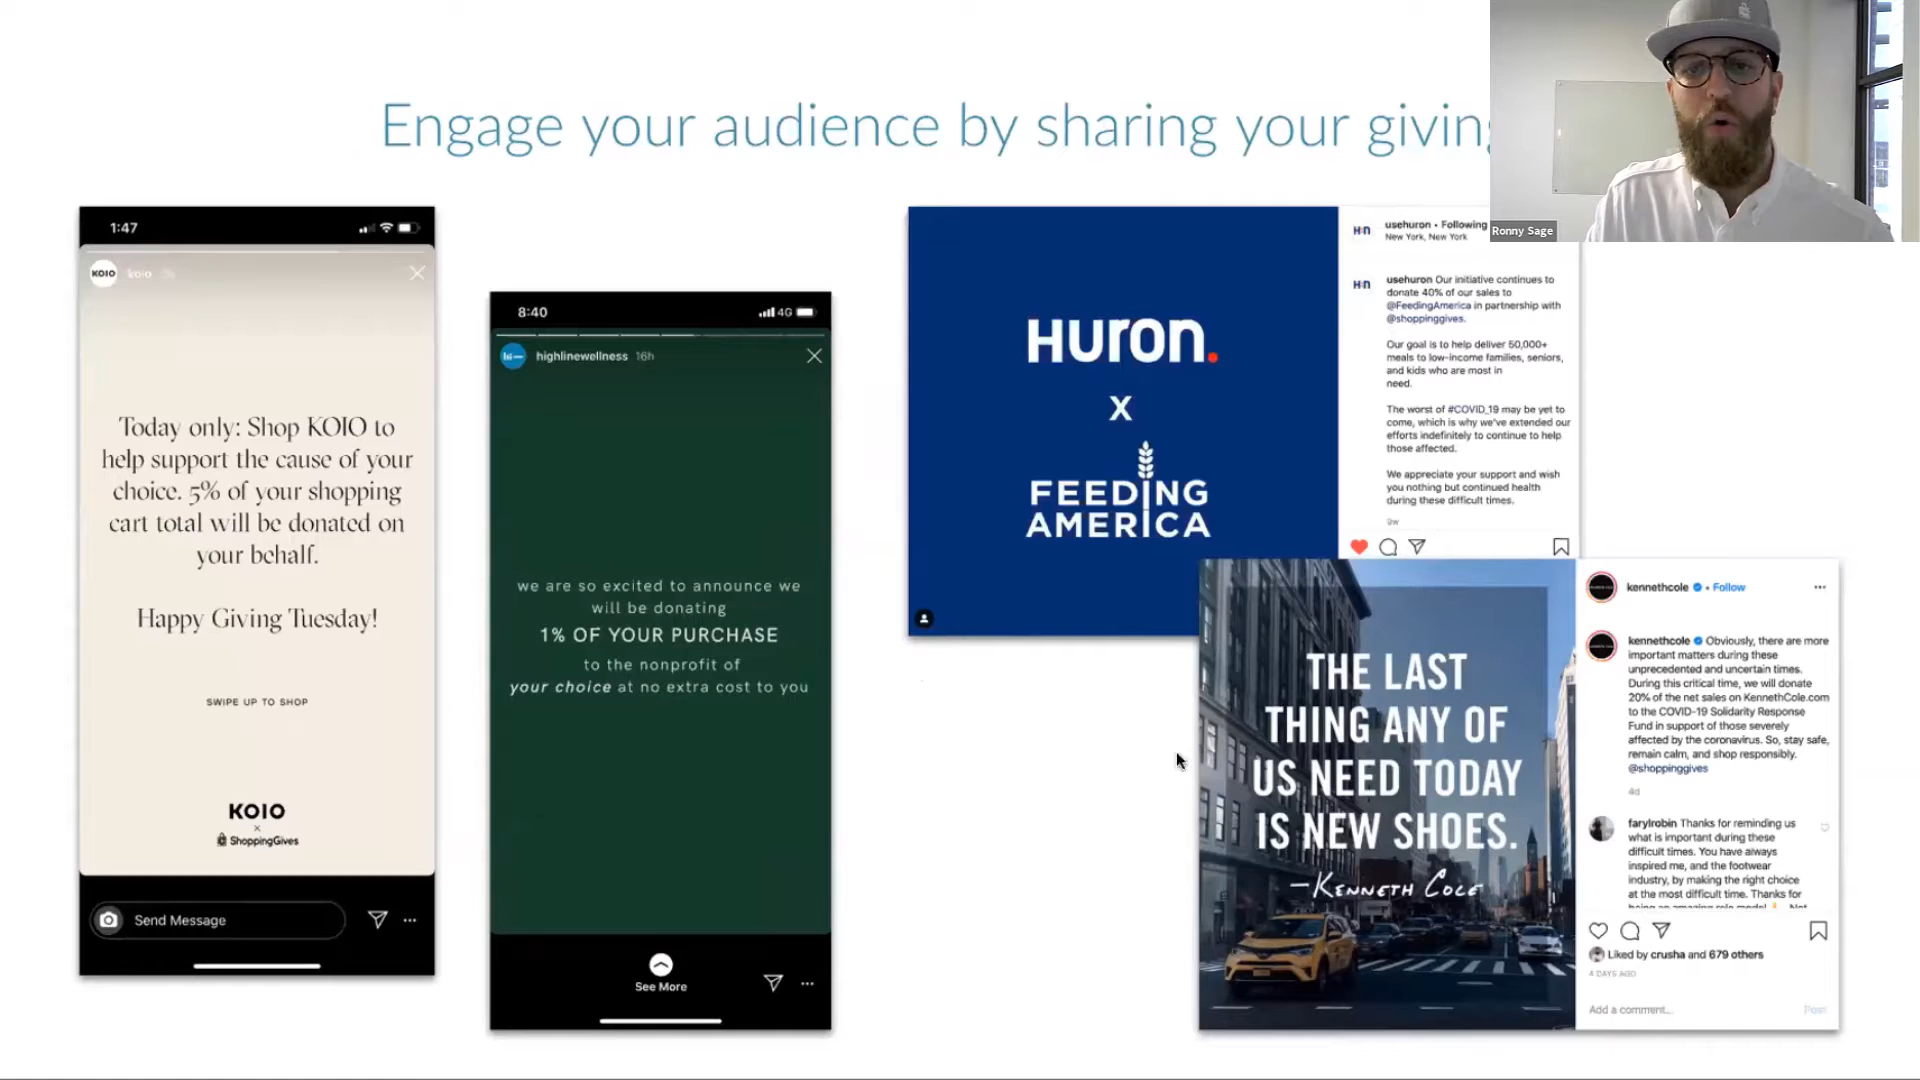 Engage your audience by sharing your giving
Ronny Sage
1:47
KOIO
koio
Today only: Shop KOIO to
help support the cause of your
choice. 5% of your shopping
cart total will be donated on
your behalf.
Happy Giving Tuesday!
SWIPE UP TO SHOP
KOIO
x
ShoppingGives
Send Message
8:40
4G
highlinewellness 16h
we are so excited to announce we
will be donating
1% OF YOUR PURCHASE
to the nonprofit of
your choice at no extra cost to you
See More
HURON.
X
FEEDING
AMERICA
usehuron • Following
New York, New York
usehuron Our initiative continues to
donate 40% of our sales to
@FeedingAmerica in partnership with
@shoppinggives.
Our goal is to help deliver 50,000+
meals to low-income families, seniors,
and kids who are most in
need.
The worst of #COVID_19 may be yet to
come, which is why we've extended our
efforts indefinitely to continue to help
those affected.
We appreciate your support and wish
you nothing but continued health
during these difficult times.
THE LAST
THING ANY OF
US NEED TODAY
IS NEW SHOES.
—KENNETH COLE
kennethcole • Follow
kennethcole Obviously, there are more
important matters during these
unprecedented and uncertain times.
During this critical time, we will donate
20% of the net sales on KennethCole.com
to the COVID-19 Solidarity Response
Fund in support of those severely
affected by the coronavirus. So, stay safe,
remain calm, and shop responsibly.
@shoppinggives
4d
farylrobin Thanks for reminding us
what is important during these
difficult times. You have always
inspired me, and the footwear
industry, by making the right choice
at the most difficult time. Thanks for
Liked by crusha and 679 others
4 DAYS AGO
Add a comment...
Post